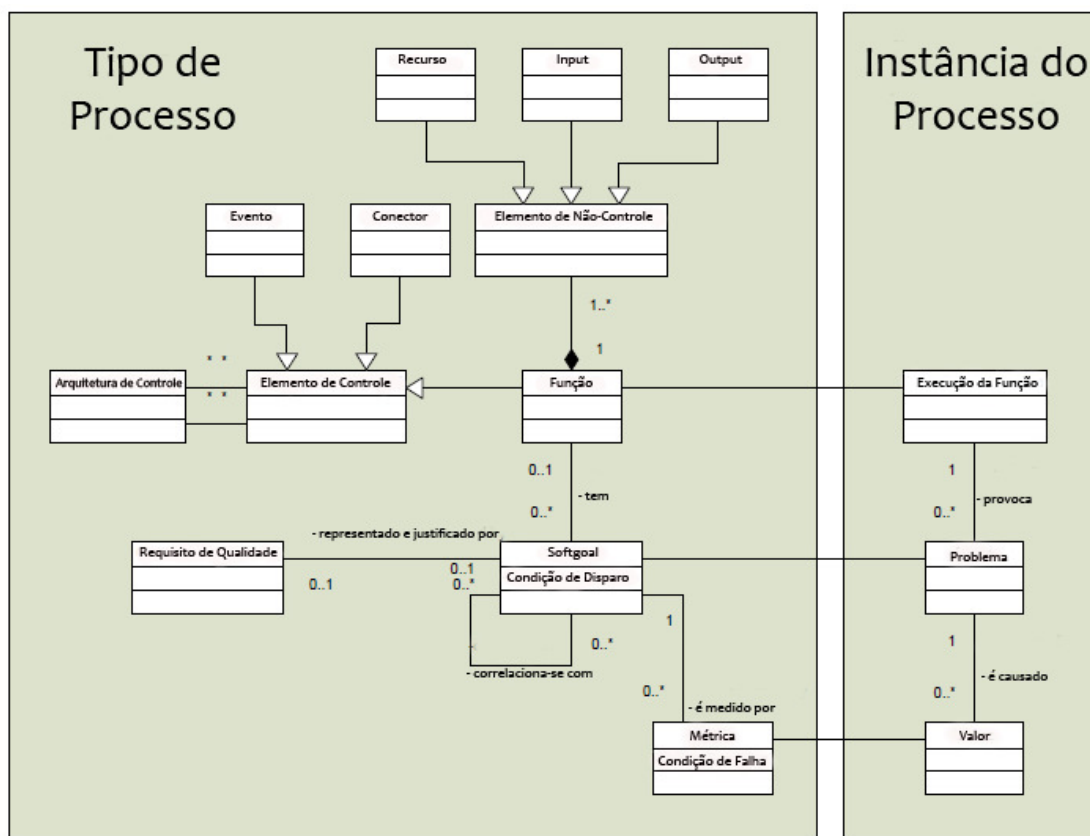 Tipo de
Processo
Instância do
Processo
Recurso
Input
Output
Evento
Conector
Elemento de Não-Controle
1..*
1
* *
* *
Arquitetura de Controle
Elemento de Controle
Função
Execução da Função
0..1
- tem
0..*
1
- provoca
0..*
- representado e justificado por
Requisito de Qualidade
0..1
0..1
0..*
Softgoal
Condição de Disparo
Problema
0..*
- correlaciona-se com
1
0..*
- é medido por
1
- é causado
0..*
Métrica
Condição de Falha
Valor